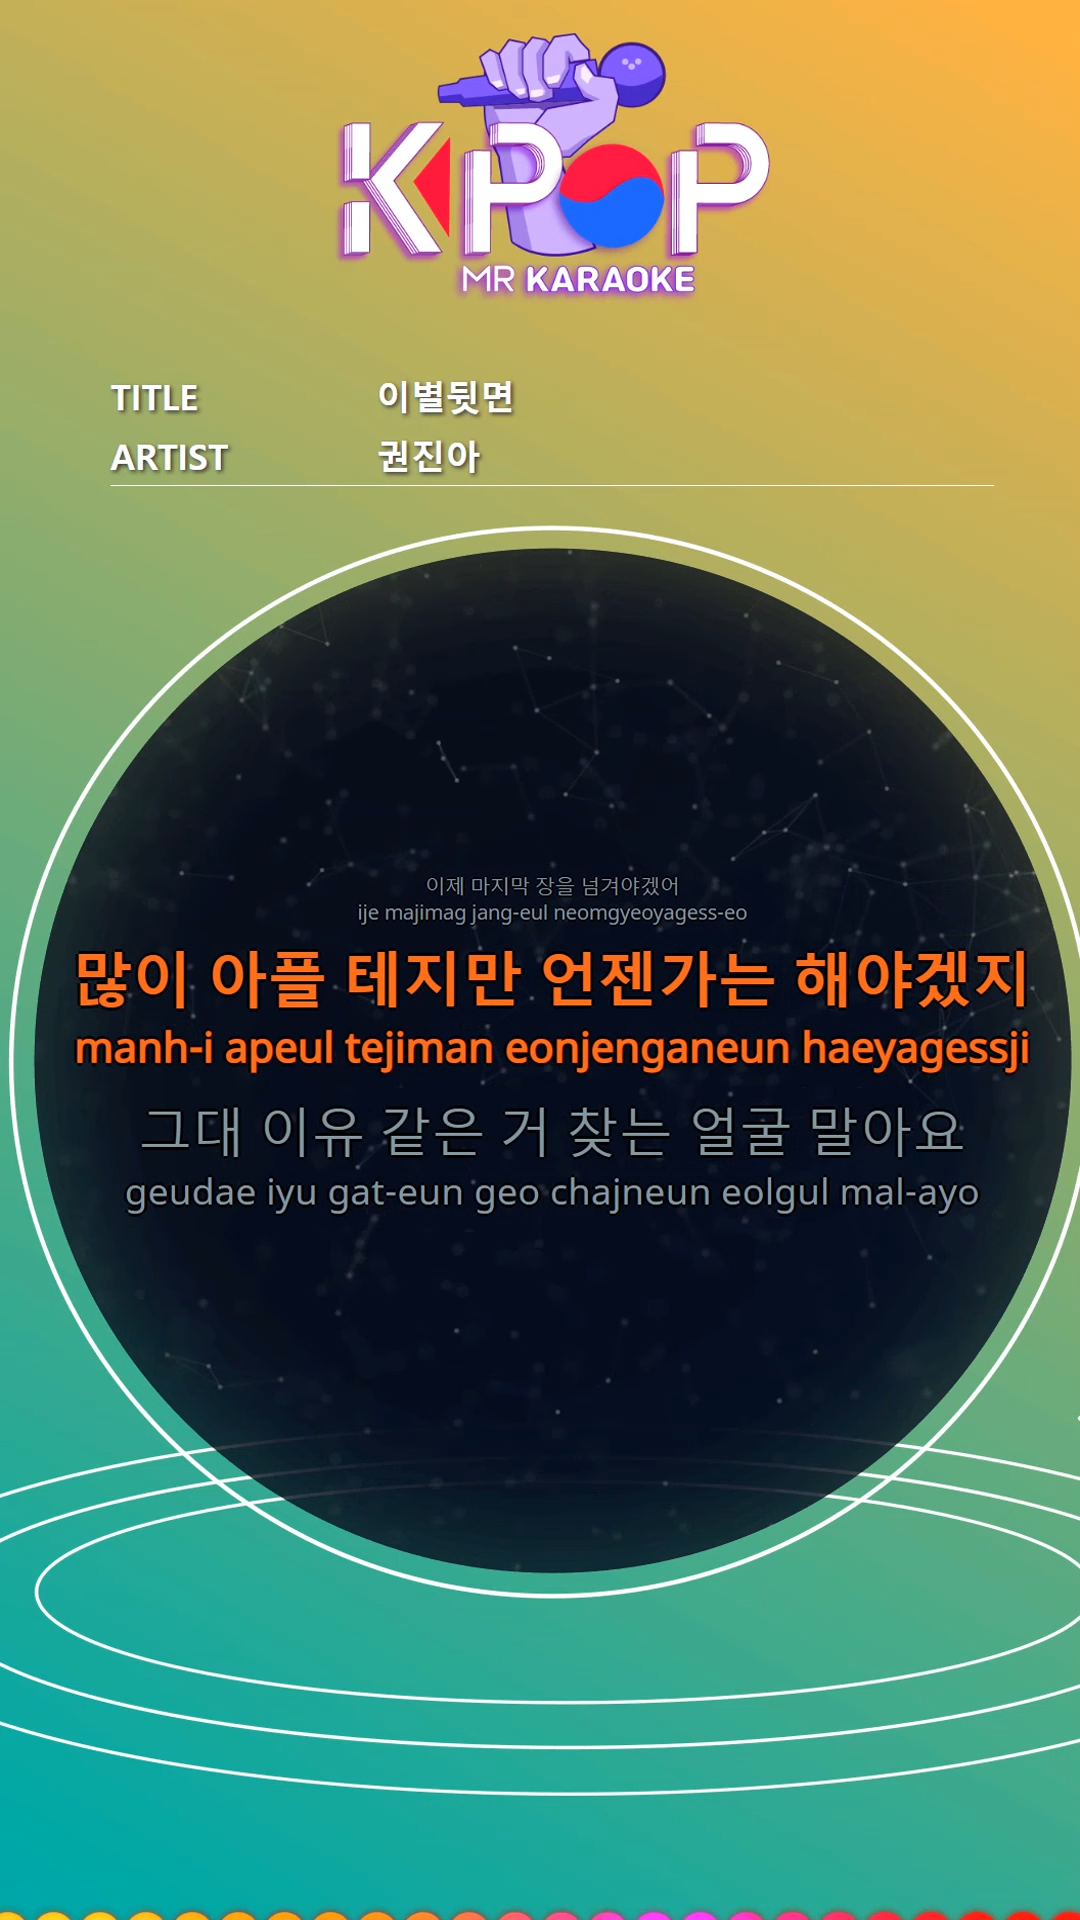 KPOP
MR KARAOKE
TITLE 이별뒷면
ARTIST 권진아
이제 마지막 장을 넘겨야겠어
ije majimag jang-eul neomgyeoyagess-eo
많이 아플 테지만 언젠가는 해야겠지
manh-i apeul tejiman eonjenganeun haeyagessji
그대 이유 같은 거 찾는 얼굴 말아요
geudae iyu gat-eun geo chajneun eolgul mal-ayo